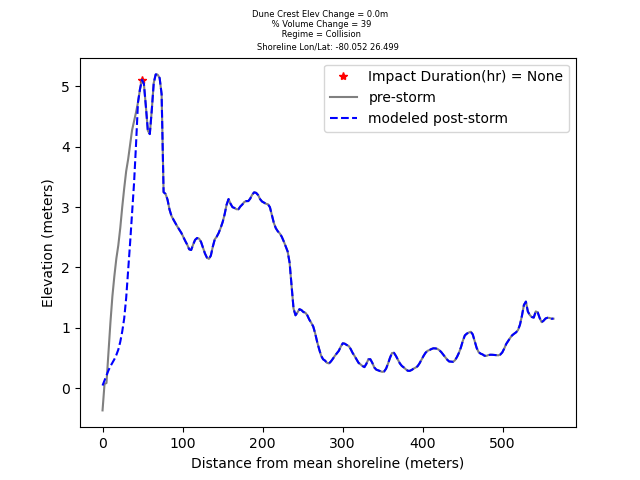 Dune Crest Elev Change = 0.0m
% Volume Change = 39
Regime = Collision
Shoreline Lon/Lat: -80.052 26.499
Impact Duration(hr) = None
pre-storm
modeled post-storm
Elevation (meters)
5
4
3
2
1
0
0 100 200 300 400 500
Distance from mean shoreline (meters)